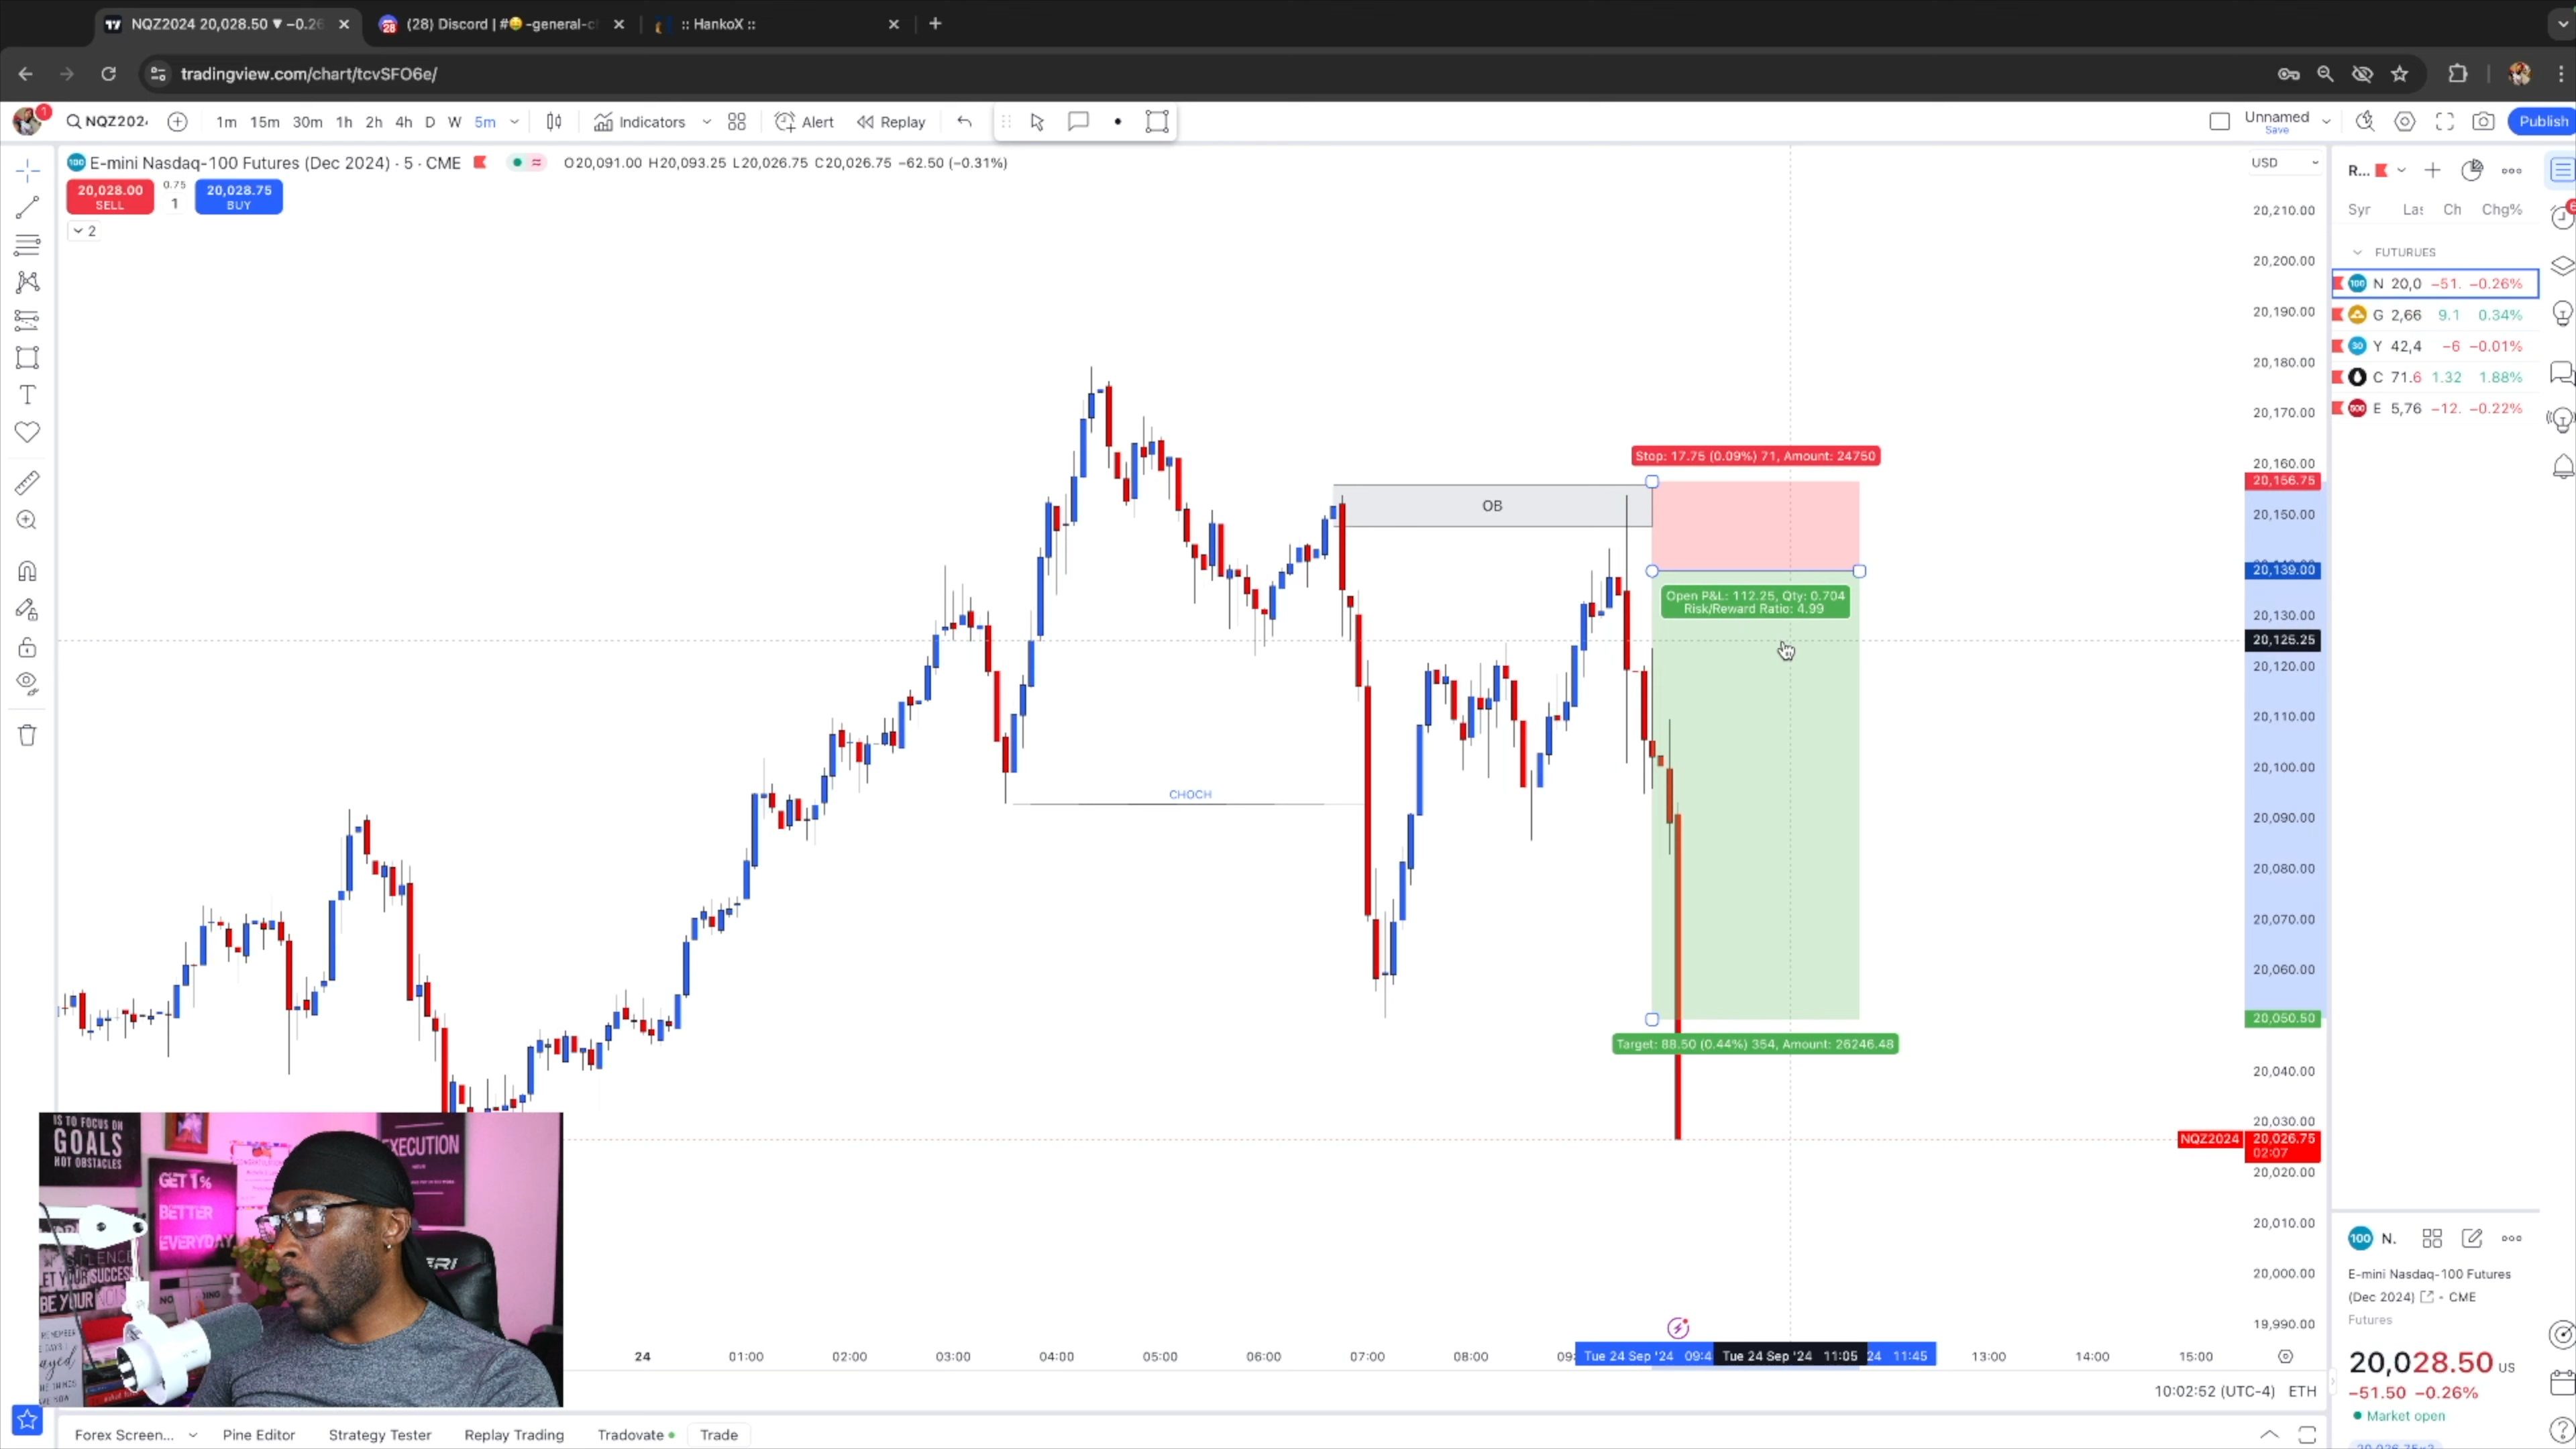 NQZ2024 20,028.50 ▼ −0.26
(28) Discord | #😄-general-c
:: HankoX ::
tradingview.com/chart/tcvSFO6e/
NQZ202
1m 15m 30m 1h 2h 4h D W 5m
Indicators
Alert
Replay
Unnamed
Save
Publish
E-mini Nasdaq-100 Futures (Dec 2024) · 5 · CME
O20,091.00 H20,093.25 L20,026.75 C20,026.75 −62.50 (−0.31%)
20,028.00
SELL
0.75
1
20,028.75
BUY
2
USD
20,210.00
20,200.00
20,190.00
20,180.00
20,170.00
20,160.00
20,156.75
20,150.00
20,139.00
20,130.00
20,125.25
20,120.00
20,110.00
20,100.00
20,090.00
20,080.00
20,070.00
20,060.00
20,050.50
20,040.00
20,030.00
NQZ2024 20,026.75
02:07
20,020.00
20,010.00
20,000.00
19,990.00
Stop: 17.75 (0.09%) 71, Amount: 24750
OB
Open P&L: 112.25, Qty: 0.704
Risk/Reward Ratio: 4.99
CHOCH
Target: 88.50 (0.44%) 354, Amount: 26246.48
R...
Syr Las Ch Chg%
FUTURUES
N 20,0 −51. −0.26%
G 2,66 9.1 0.34%
Y 42,4 −6 −0.01%
C 71.6 1.32 1.88%
E 5,76 −12. −0.22%
IS TO FOCUS ON
GOALS
NOT OBSTACLES
EXECUTION
GET 1%
BETTER
EVERYDAY
SILENCE
LET YOUR SUCCESS
BE YOUR
24 01:00 02:00 03:00 04:00 05:00 06:00 07:00 08:00 09: Tue 24 Sep '24 09:4 Tue 24 Sep '24 11:05 24 11:45 13:00 14:00 15:00
10:02:52 (UTC-4) ETH
N.
E-mini Nasdaq-100 Futures
(Dec 2024) - CME
Futures
20,028.50 US
−51.50 −0.26%
Market open
Forex Screen...
Pine Editor
Strategy Tester
Replay Trading
Tradovate
Trade